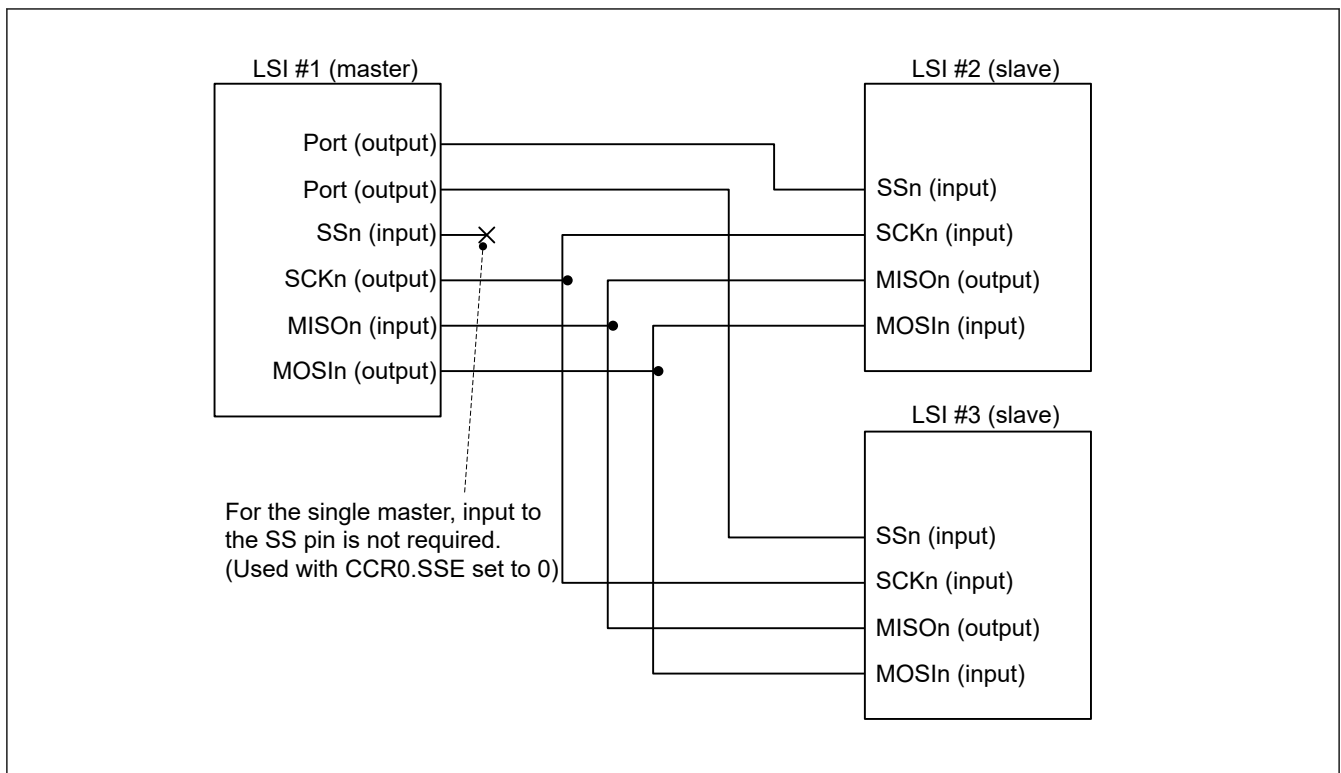 LSI #1 (master)
Port (output)
Port (output)
SSn (input)
SCKn (output)
MISOn (input)
MOSIn (output)
For the single master, input to
the SS pin is not required.
(Used with CCR0.SSE set to 0)
LSI #2 (slave)
SSn (input)
SCKn (input)
MISOn (output)
MOSIn (input)
LSI #3 (slave)
SSn (input)
SCKn (input)
MISOn (output)
MOSIn (input)